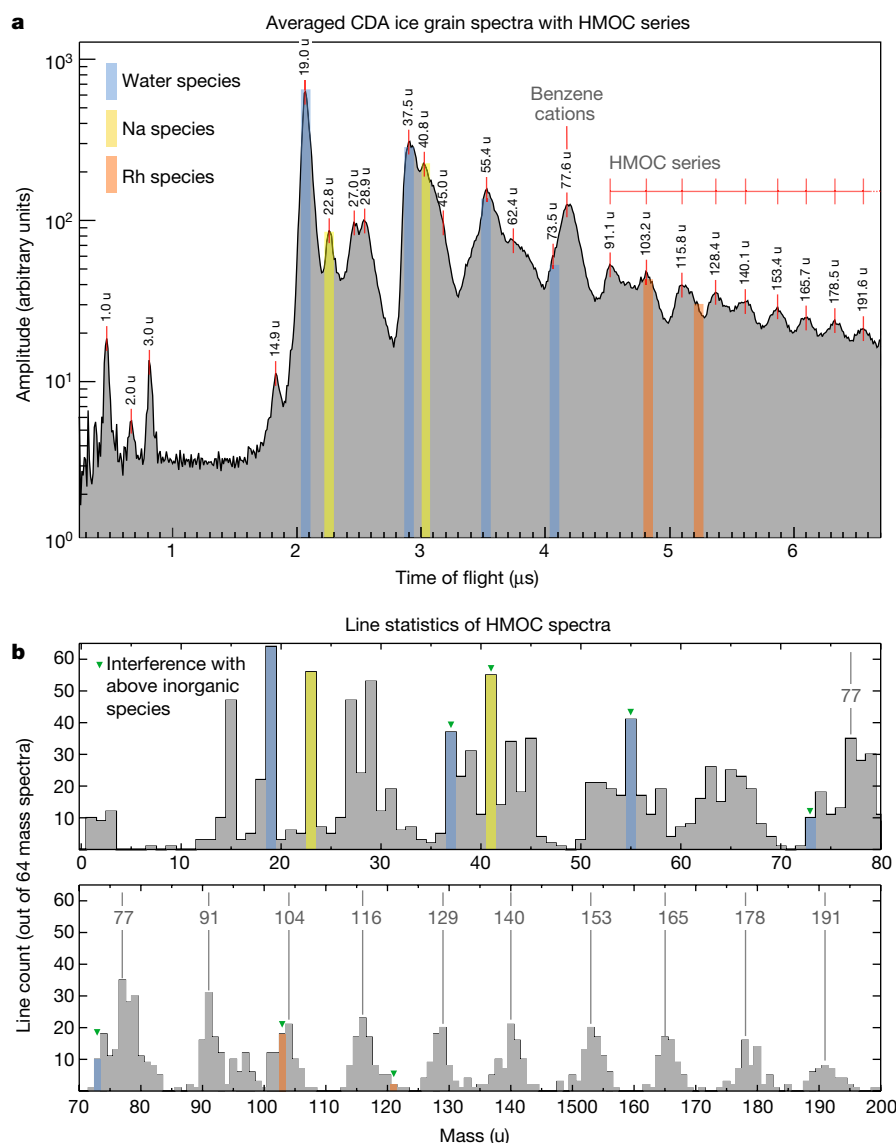 a
Averaged CDA ice grain spectra with HMOC series
Amplitude (arbitrary units)
10³
10²
10¹
10⁰
Water species
Na species
Rh species
1.0 u
2.0 u
3.0 u
14.9 u
19.0 u
22.8 u
27.0 u
28.9 u
37.5 u
40.8 u
45.0 u
55.4 u
62.4 u
73.5 u
77.6 u
Benzene
cations
HMOC series
91.1 u
103.2 u
115.8 u
128.4 u
140.1 u
153.4 u
165.7 u
178.5 u
191.6 u
1 2 3 4 5 6
Time of flight (μs)
b
Line statistics of HMOC spectra
Line count (out of 64 mass spectra)
60
50
40
30
20
10
Interference with
above inorganic
species
77
0 10 20 30 40 50 60 70 80
60
50
40
30
20
10
77 91 104 116 129 140 153 165 178 191
70 80 90 100 110 120 130 140 1500 160 170 180 190 200
Mass (u)